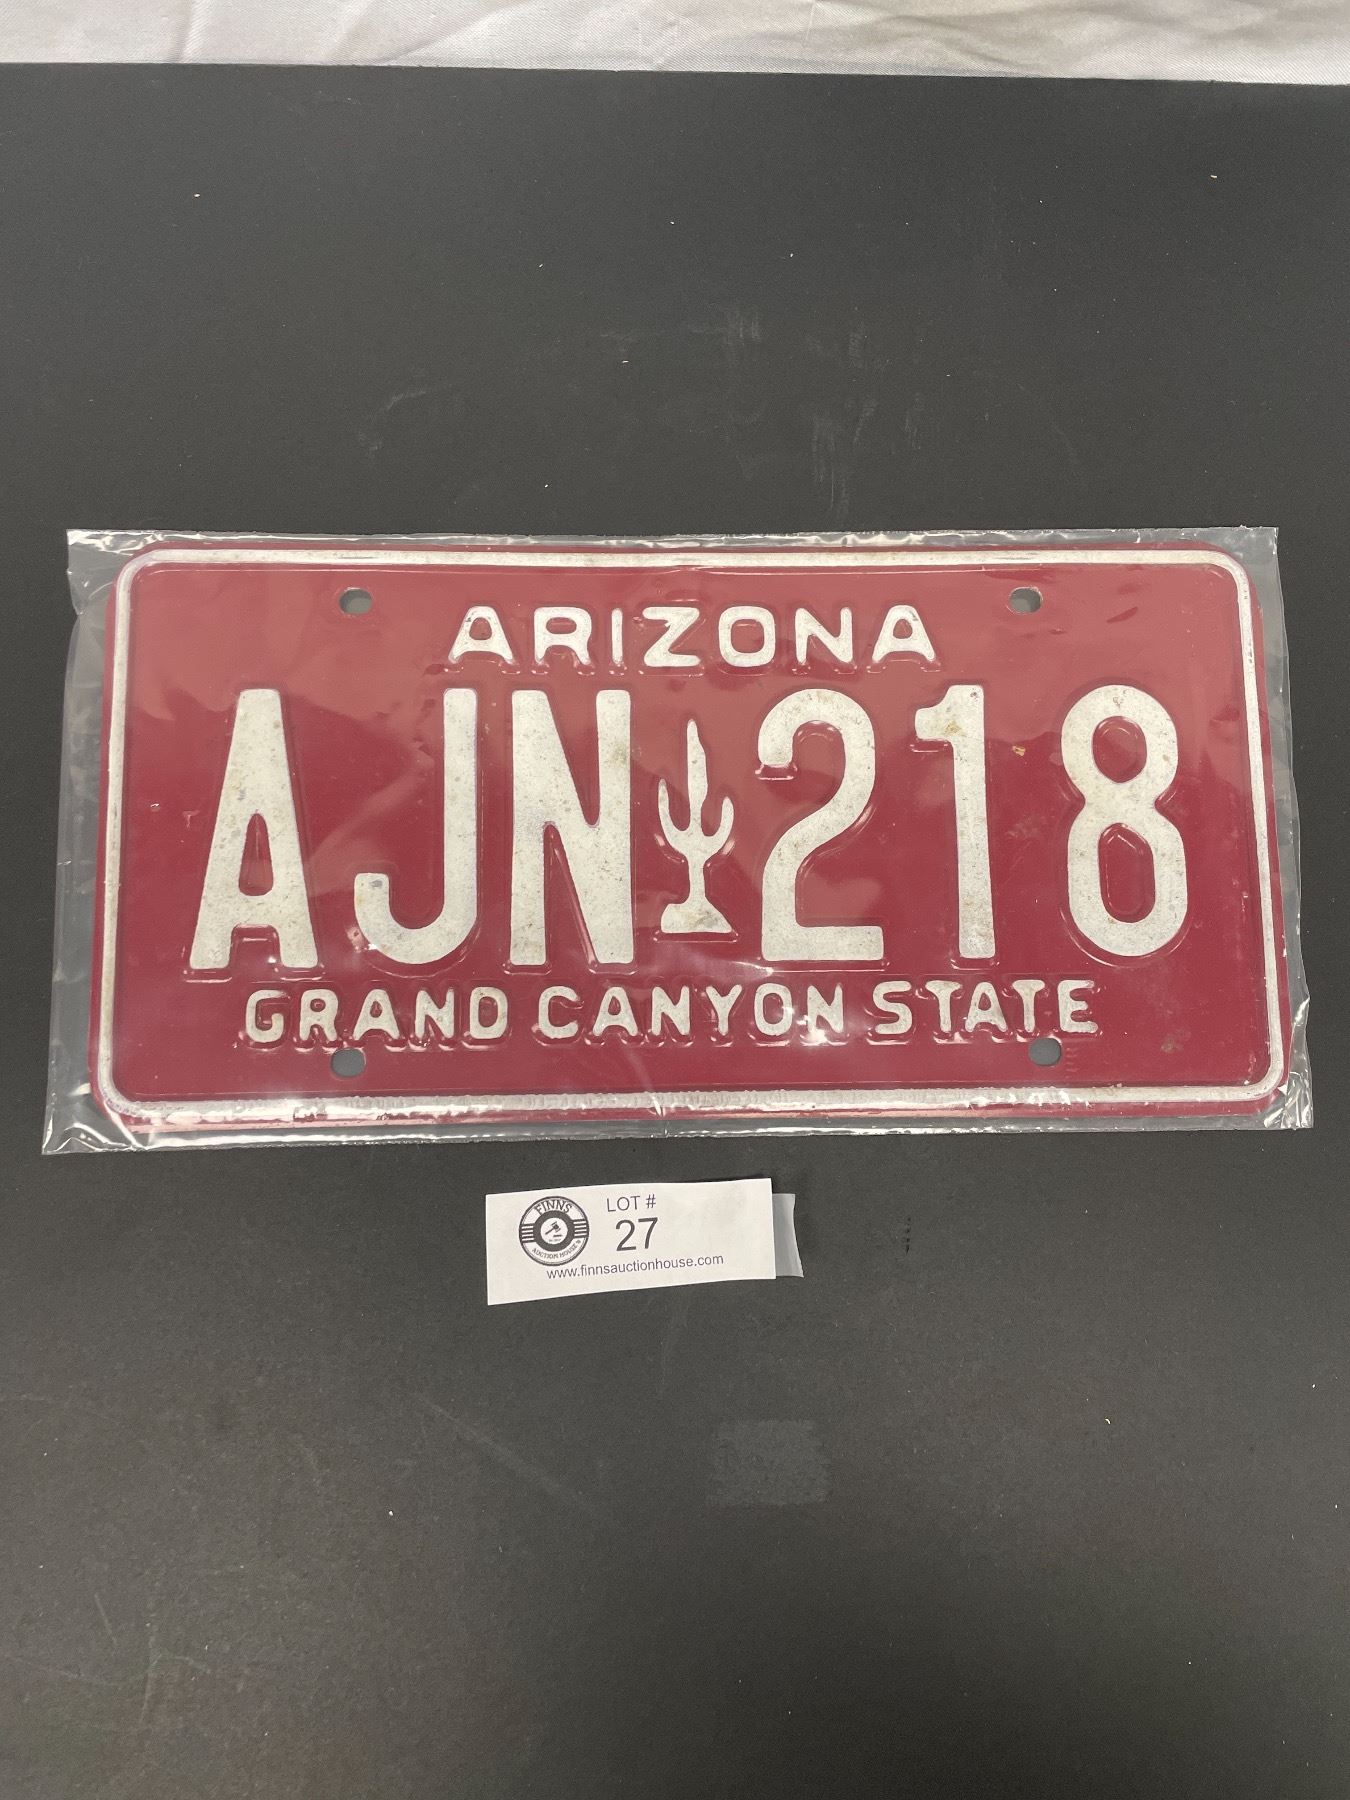 ARIZONA
AJN 218
GRAND CANYON STATE
FINNS
AUCTION HOUSE
LOT #
27
www.finnsauctionhouse.com